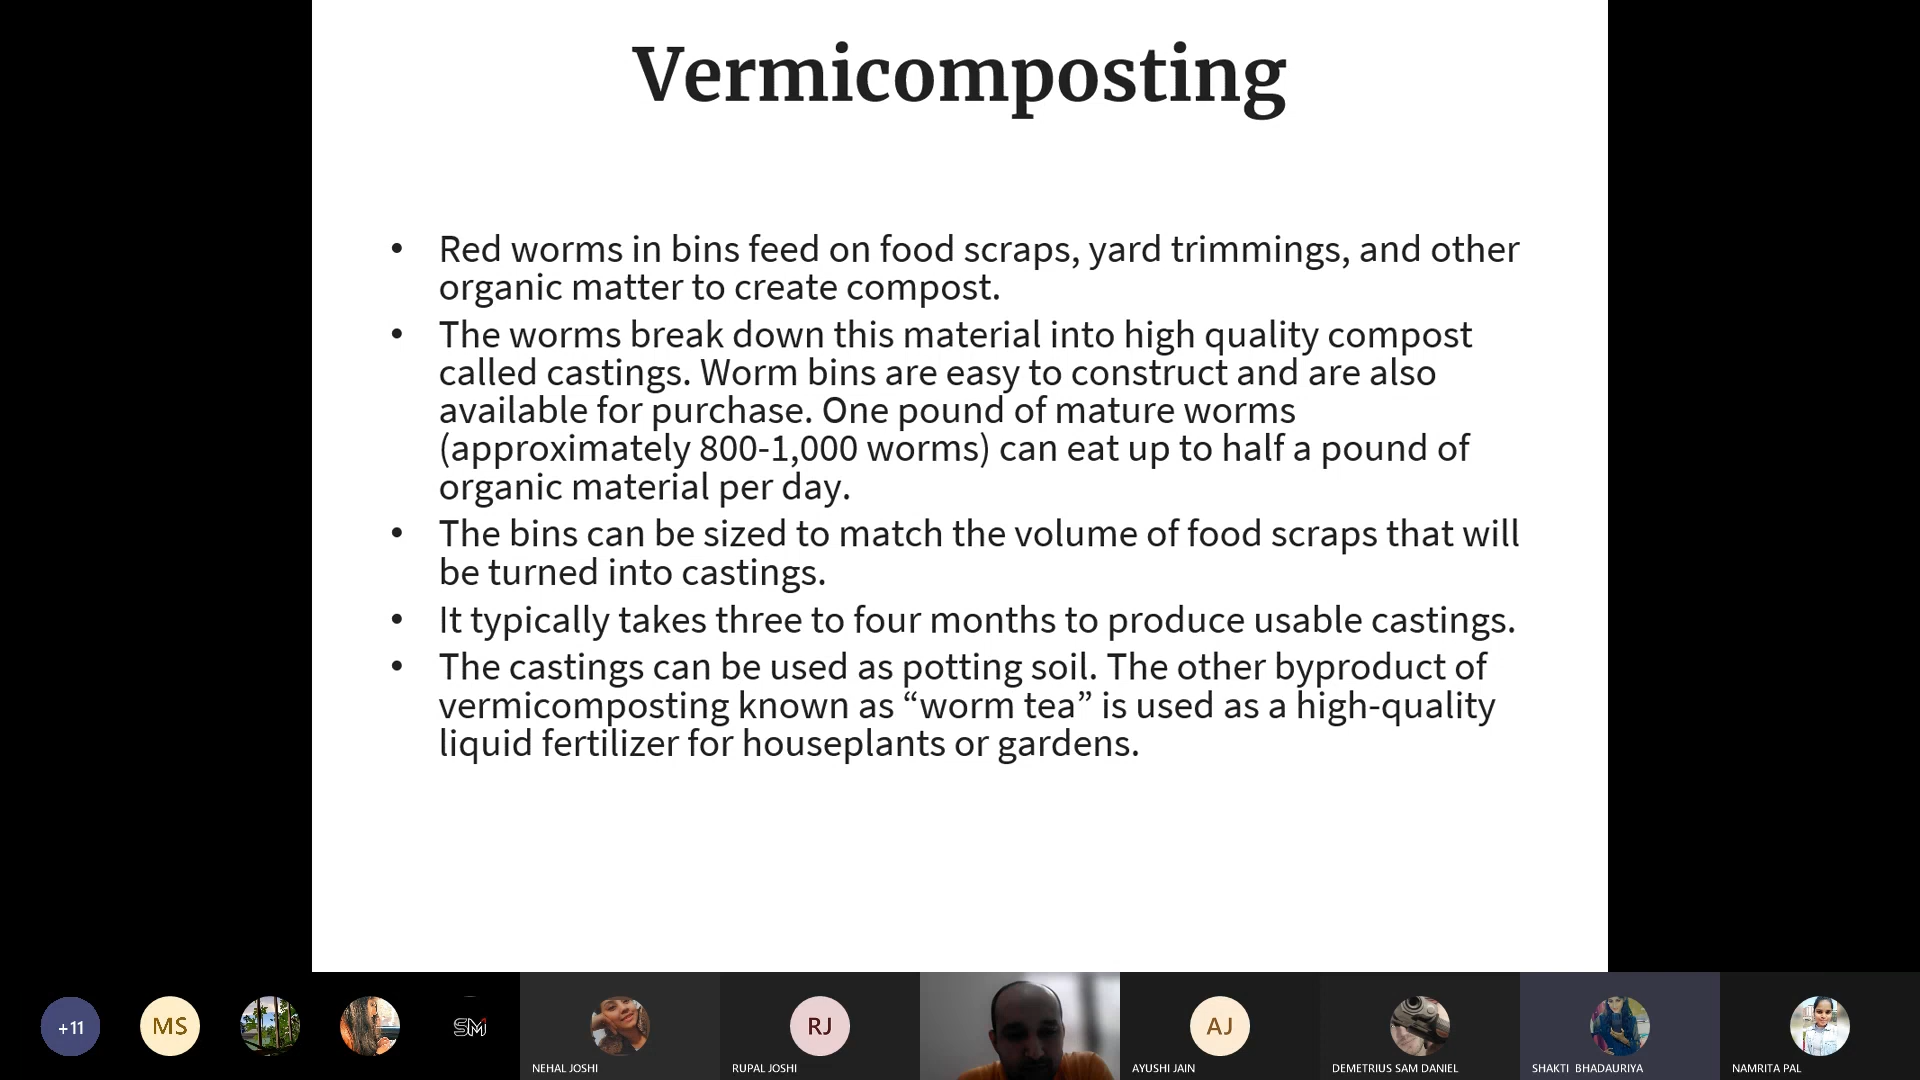 Vermicomposting
• Red worms in bins feed on food scraps, yard trimmings, and other
organic matter to create compost.
• The worms break down this material into high quality compost
called castings. Worm bins are easy to construct and are also
available for purchase. One pound of mature worms
(approximately 800-1,000 worms) can eat up to half a pound of
organic material per day.
• The bins can be sized to match the volume of food scraps that will
be turned into castings.
• It typically takes three to four months to produce usable castings.
• The castings can be used as potting soil. The other byproduct of
vermicomposting known as “worm tea” is used as a high-quality
liquid fertilizer for houseplants or gardens.
+11
MS
SM
NEHAL JOSHI
RJ
RUPAL JOSHI
AJ
AYUSHI JAIN
DEMETRIUS SAM DANIEL
SHAKTI BHADAURIYA
NAMRITA PAL